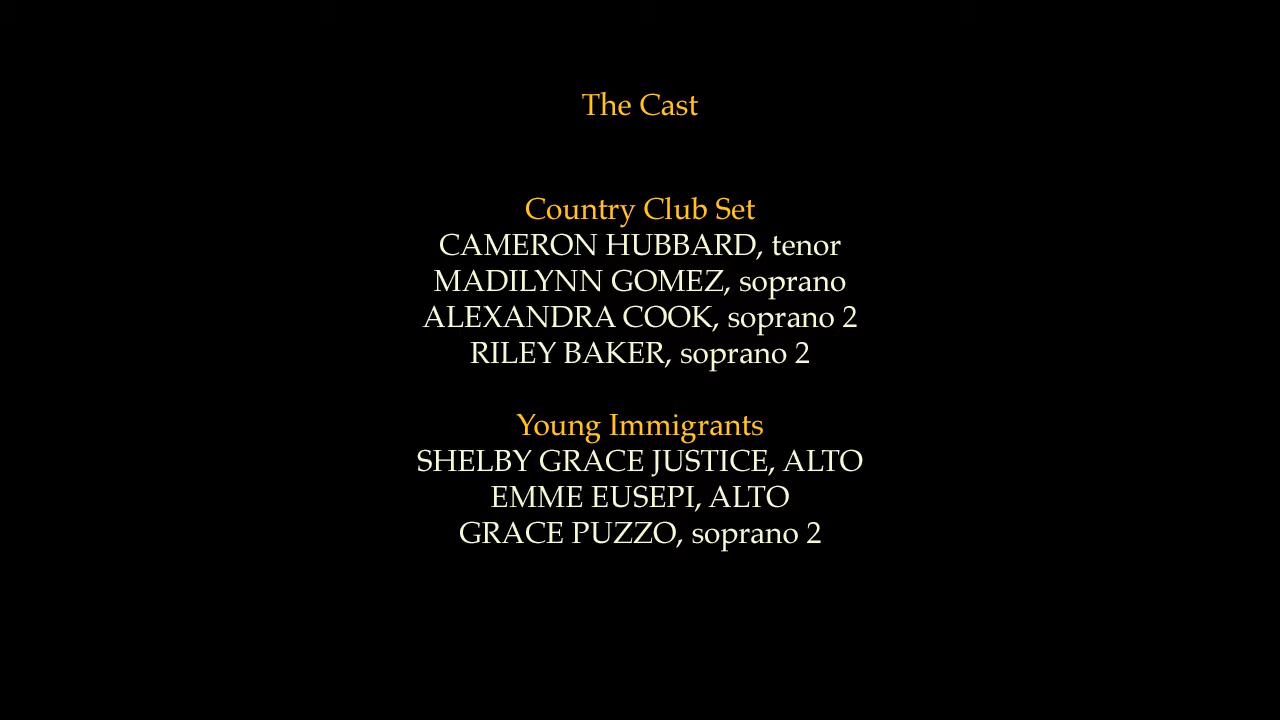 The Cast
Country Club Set
CAMERON HUBBARD, tenor
MADILYNN GOMEZ, soprano
ALEXANDRA COOK, soprano 2
RILEY BAKER, soprano 2
Young Immigrants
SHELBY GRACE JUSTICE, ALTO
EMME EUSEPI, ALTO
GRACE PUZZO, soprano 2